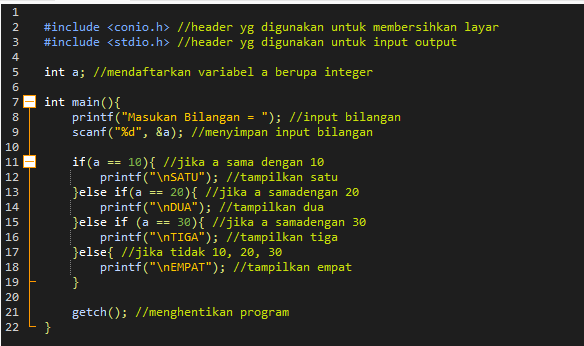 1
2 #include <conio.h> //header yg digunakan untuk membersihkan layar
3 #include <stdio.h> //header yg digunakan untuk input output
4
5 int a; //mendaftarkan variabel a berupa integer
6
7 int main(){
8 printf("Masukan Bilangan = "); //input bilangan
9 scanf("%d", &a); //menyimpan input bilangan
10
11 if(a == 10){ //jika a sama dengan 10
12 printf("\nSATU"); //tampilkan satu
13 }else if(a == 20){ //jika a samadengan 20
14 printf("\nDUA"); //tampilkan dua
15 }else if (a == 30){ //jika a samadengan 30
16 printf("\nTIGA"); //tampilkan tiga
17 }else{ //jika tidak 10, 20, 30
18 printf("\nEMPAT"); //tampilkan empat
19 }
20
21 getch(); //menghentikan program
22 }